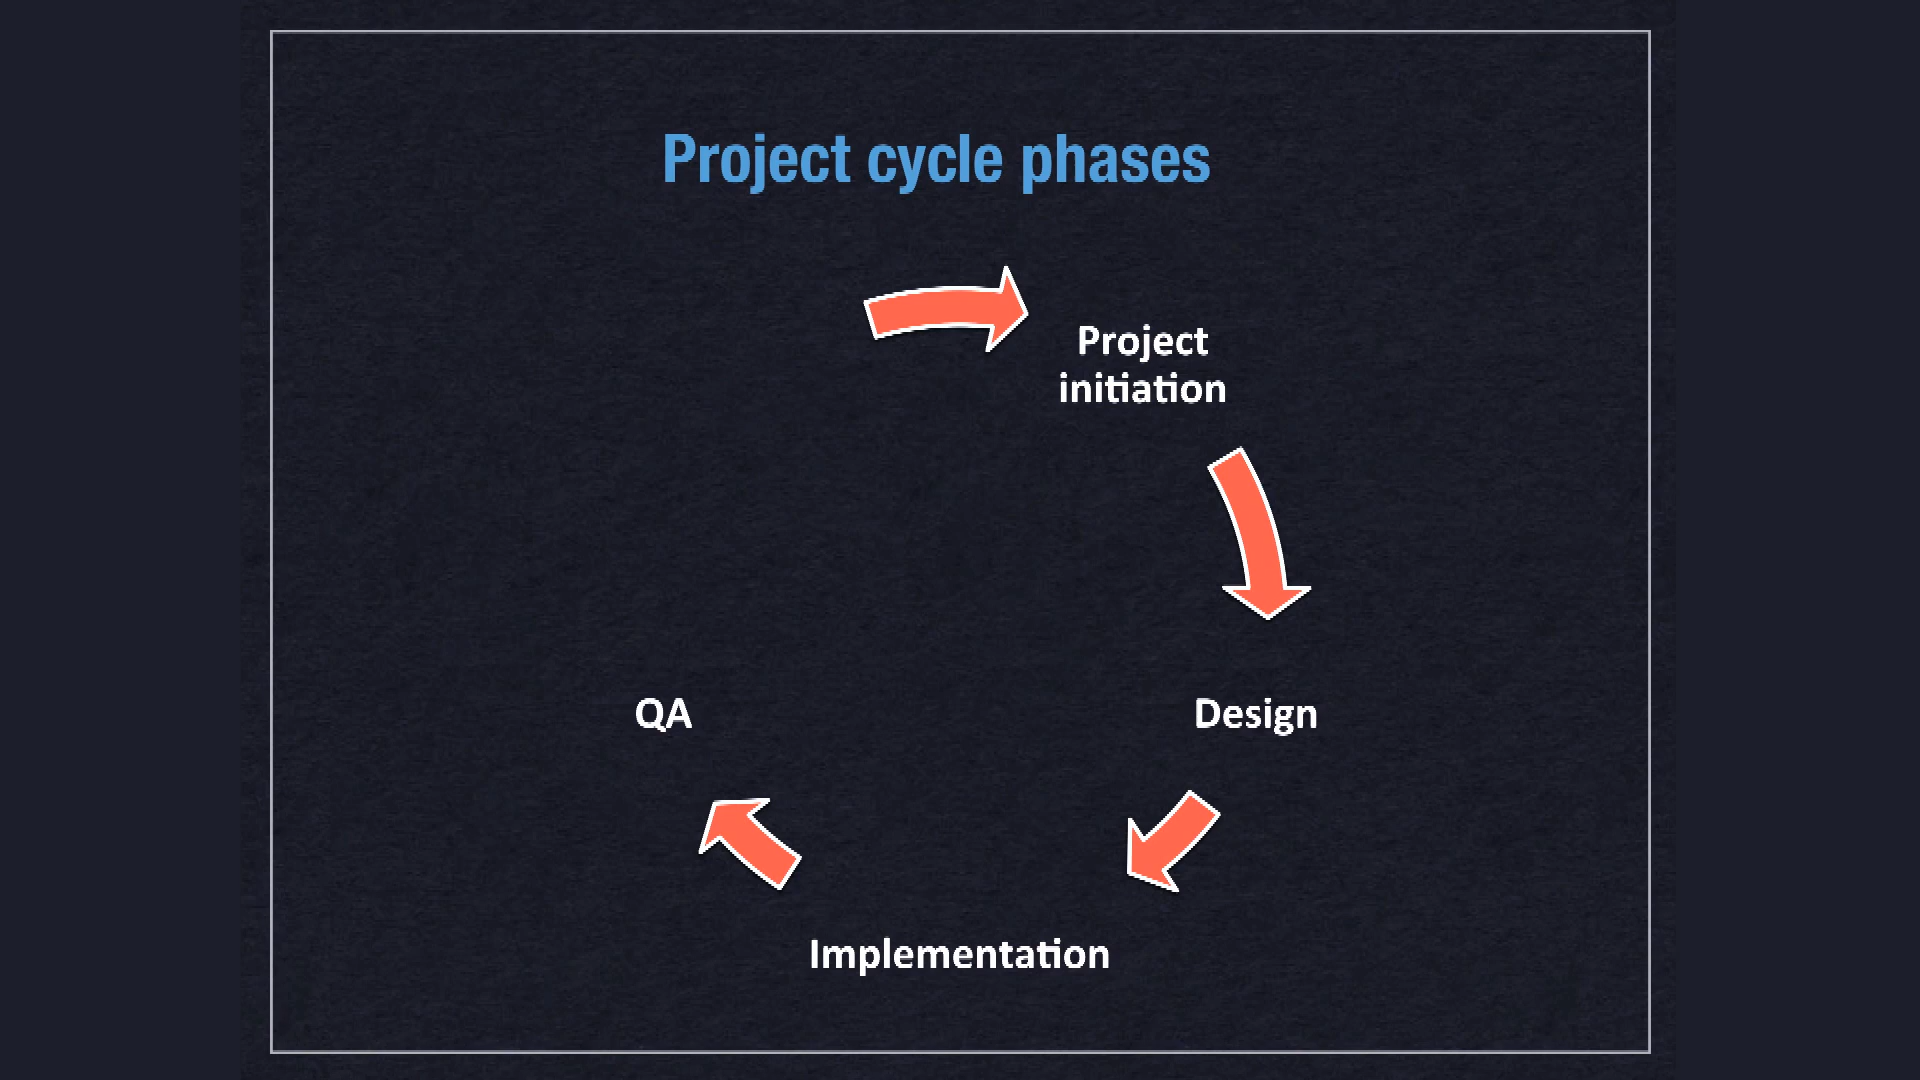 Project cycle phases
Project
initiation
Design
Implementation
QA